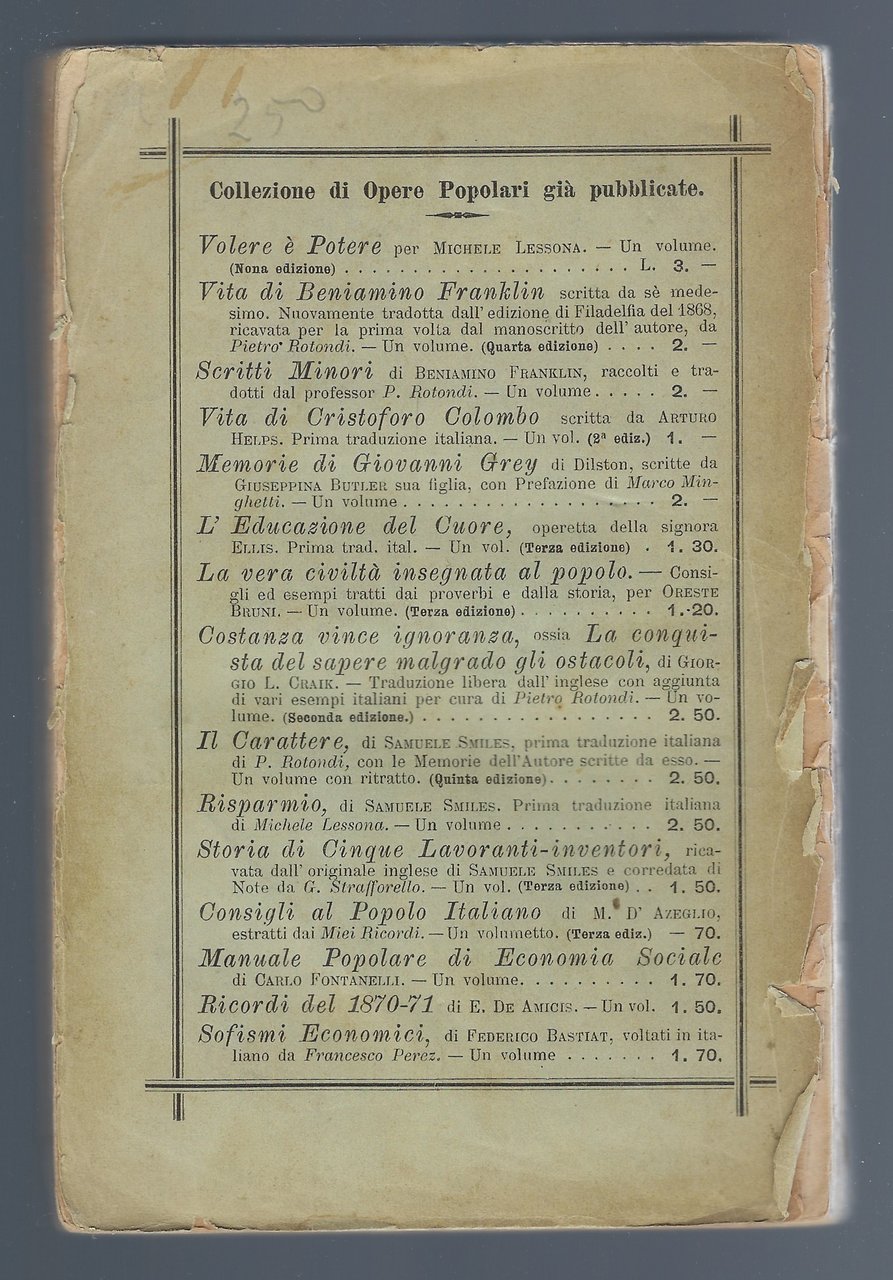 250
Collezione di Opere Popolari già pubblicate.
Volere è Potere per MICHELE LESSONA. — Un volume.
(Nona edizione) . . . . . . . . . . . . . . . . . . . . . L. 3. —
Vita di Beniamino Franklin scritta da sè mede-
simo. Nuovamente tradotta dall' edizione di Filadelfia del 1868,
ricavata per la prima volta dal manoscritto dell' autore, da
Pietro Rotondi. — Un volume. (Quarta edizione) . . . . 2. —
Scritti Minori di BENIAMINO FRANKLIN, raccolti e tra-
dotti dal professor P. Rotondi. — Un volume . . . . . 2. —
Vita di Cristoforo Colombo scritta da ARTURO
HELPS. Prima traduzione italiana. — Un vol. (2ª ediz.) 1. —
Memorie di Giovanni Grey di Dilston, scritte da
GIUSEPPINA BUTLER sua figlia, con Prefazione di Marco Min-
ghetti. — Un volume . . . . . . . . . . . . . . . . . . . 2. —
L' Educazione del Cuore, operetta della signora
ELLIS. Prima trad. ital. — Un vol. (Terza edizione) . 1. 30.
La vera civiltà insegnata al popolo. — Consi-
gli ed esempi tratti dai proverbi e dalla storia, per ORESTE
BRUNI. — Un volume. (Terza edizione) . . . . . . . . . . 1.-20.
Costanza vince ignoranza, ossia La conqui-
sta del sapere malgrado gli ostacoli, di GIOR-
GIO L. CRAIK. — Traduzione libera dall' inglese con aggiunta
di vari esempi italiani per cura di Pietro Rotondi. — Un vo-
lume. (Seconda edizione.) . . . . . . . . . . . . . . . . . 2. 50.
Il Carattere, di SAMUELE SMILES, prima traduzione italiana
di P. Rotondi, con le Memorie dell'Autore scritte da esso. —
Un volume con ritratto. (Quinta edizione) . . . . . . . . 2. 50.
Risparmio, di SAMUELE SMILES. Prima traduzione italiana
di Michele Lessona. — Un volume . . . . . . . . . . . 2. 50.
Storia di Cinque Lavoranti-inventori, rica-
vata dall' originale inglese di SAMUELE SMILES e corredata di
Note da G. Strafforello. — Un vol. (Terza edizione) . . 1. 50.
Consigli al Popolo Italiano di M. D' AZEGLIO,
estratti dai Miei Ricordi. — Un volumetto. (Terza ediz.) — 70.
Manuale Popolare di Economia Sociale
di CARLO FONTANELLI. — Un volume. . . . . . . . . . 1. 70.
Ricordi del 1870-71 di E. DE AMICIS. — Un vol. 1. 50.
Sofismi Economici, di FEDERICO BASTIAT, voltati in ita-
liano da Francesco Perez. — Un volume . . . . . . . 1. 70.